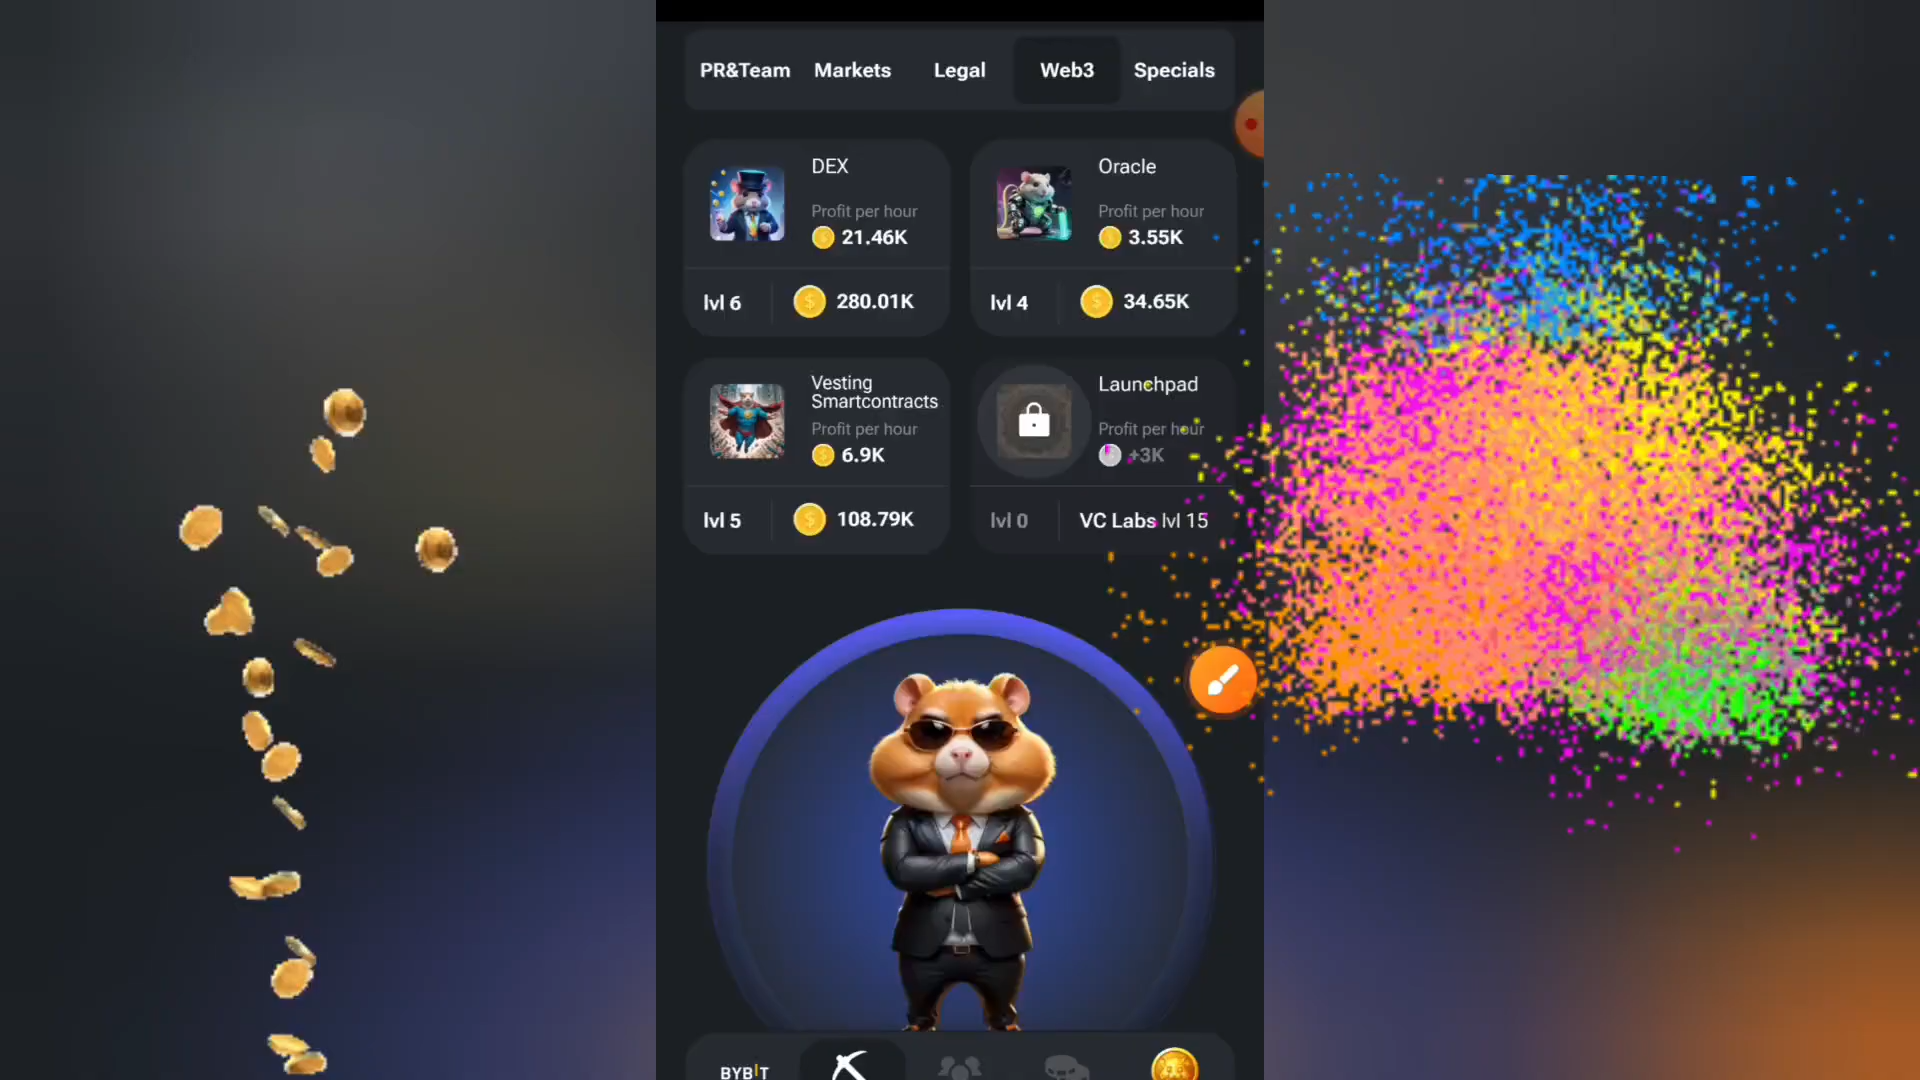 PR&Team Markets Legal Web3 Specials
DEX
Profit per hour
21.46K
lvl 6 280.01K
Oracle
Profit per hour
3.55K
lvl 4 34.65K
Vesting
Smartcontracts
Profit per hour
6.9K
lvl 5 108.79K
Launchpad
Profit per hour
+3K
lvl 0 VC Labs lvl 15
BYBIT